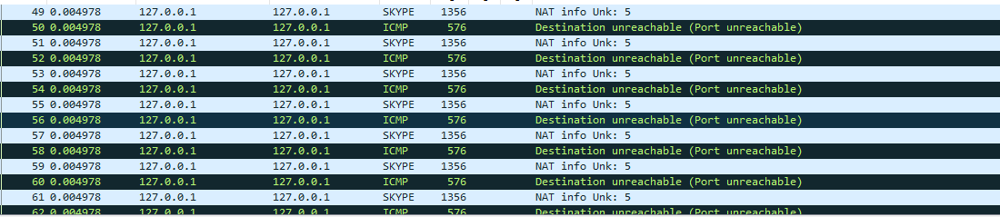 49 0.004978 127.0.0.1 127.0.0.1 SKYPE 1356 NAT info Unk: 5
50 0.004978 127.0.0.1 127.0.0.1 ICMP 576 Destination unreachable (Port unreachable)
51 0.004978 127.0.0.1 127.0.0.1 SKYPE 1356 NAT info Unk: 5
52 0.004978 127.0.0.1 127.0.0.1 ICMP 576 Destination unreachable (Port unreachable)
53 0.004978 127.0.0.1 127.0.0.1 SKYPE 1356 NAT info Unk: 5
54 0.004978 127.0.0.1 127.0.0.1 ICMP 576 Destination unreachable (Port unreachable)
55 0.004978 127.0.0.1 127.0.0.1 SKYPE 1356 NAT info Unk: 5
56 0.004978 127.0.0.1 127.0.0.1 ICMP 576 Destination unreachable (Port unreachable)
57 0.004978 127.0.0.1 127.0.0.1 SKYPE 1356 NAT info Unk: 5
58 0.004978 127.0.0.1 127.0.0.1 ICMP 576 Destination unreachable (Port unreachable)
59 0.004978 127.0.0.1 127.0.0.1 SKYPE 1356 NAT info Unk: 5
60 0.004978 127.0.0.1 127.0.0.1 ICMP 576 Destination unreachable (Port unreachable)
61 0.004978 127.0.0.1 127.0.0.1 SKYPE 1356 NAT info Unk: 5
62 0.004978 127.0.0.1 127.0.0.1 ICMP 576 Destination unreachable (Port unreachable)